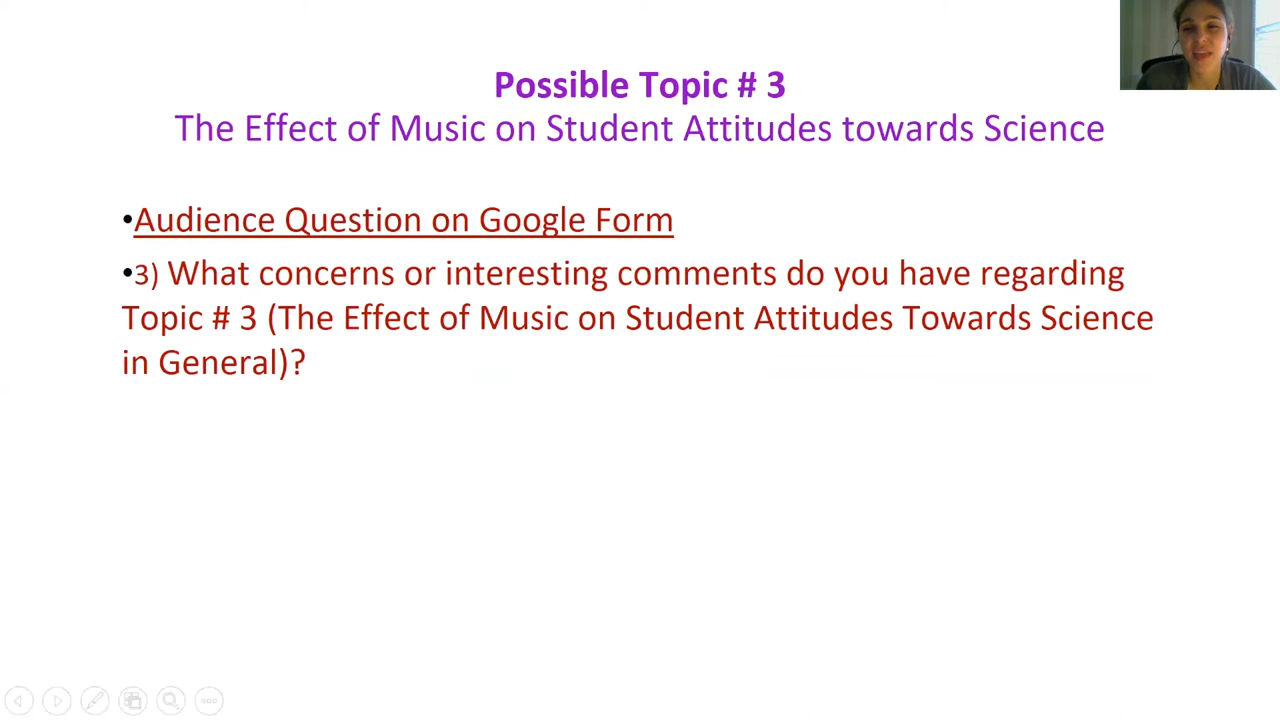 Possible Topic # 3
The Effect of Music on Student Attitudes towards Science
•Audience Question on Google Form
•3) What concerns or interesting comments do you have regarding
Topic # 3 (The Effect of Music on Student Attitudes Towards Science
in General)?